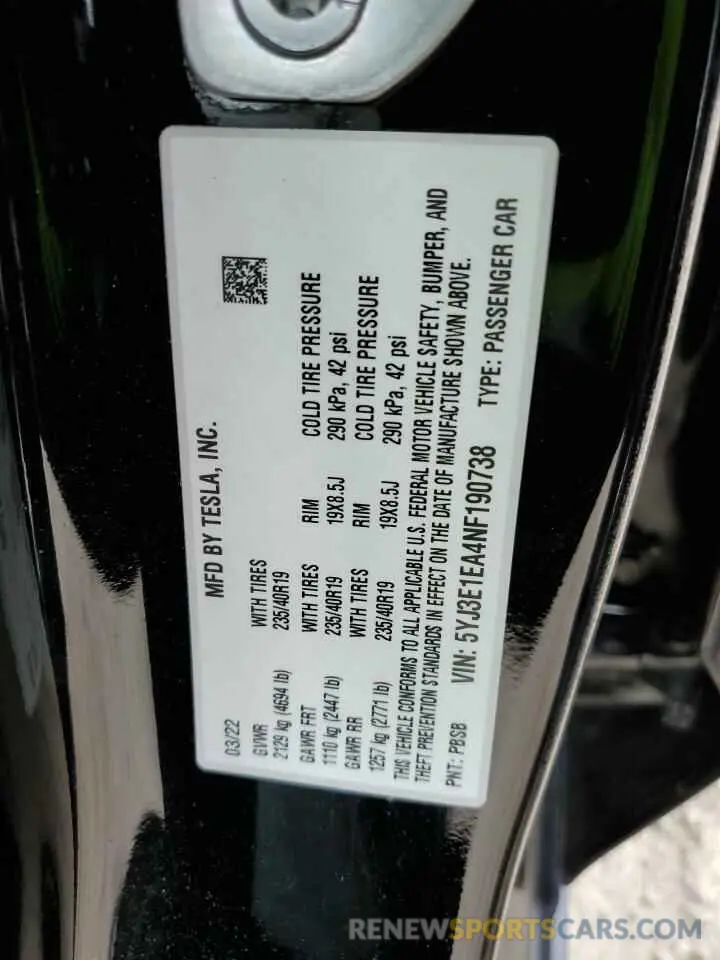 MFD BY TESLA, INC.
03/22
GVWR WITH TIRES
2129 kg (4694 lb) 235/40R19
GAWR FRT WITH TIRES RIM COLD TIRE PRESSURE
1110 kg (2447 lb) 235/40R19 19X8.5J 290 kPa, 42 psi
GAWR RR WITH TIRES RIM COLD TIRE PRESSURE
1257 kg (2771 lb) 235/40R19 19X8.5J 290 kPa, 42 psi
THIS VEHICLE CONFORMS TO ALL APPLICABLE U.S. FEDERAL MOTOR VEHICLE SAFETY, BUMPER, AND
THEFT PREVENTION STANDARDS IN EFFECT ON THE DATE OF MANUFACTURE SHOWN ABOVE.
PNT: PBSB VIN: 5YJ3E1EA4NF190738 TYPE: PASSENGER CAR
RENEWSPORTSCARS.COM